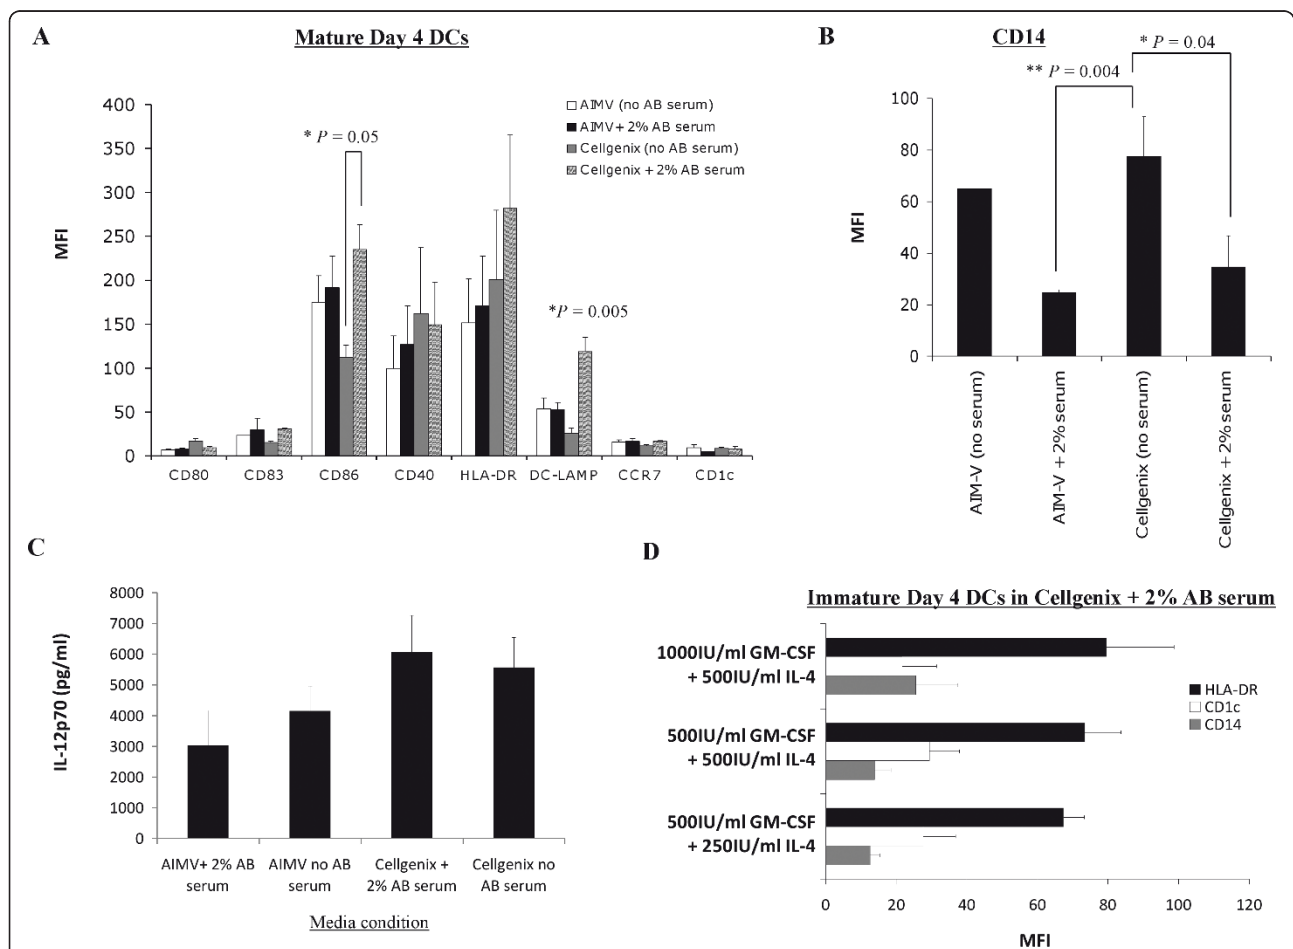 A
Mature Day 4 DCs
400
350
300
250
200
150
100
50
0
MFI
* P = 0.05
*P = 0.005
AIMV (no AB serum)
AIMV+ 2% AB serum
Cellgenix (no AB serum)
Cellgenix + 2% AB serum
CD80 CD83 CD86 CD40 HLA-DR DC-LAMP CCR7 CD1c
B
CD14
* P = 0.04
** P = 0.004
100
80
60
40
20
0
MFI
AIM-V (no serum)
AIM-V + 2% serum
Cellgenix (no serum)
Cellgenix + 2% serum
C
8000
7000
6000
5000
4000
3000
2000
1000
0
IL-12p70 (pg/ml)
AIMV+ 2% AB
serum
AIMV no AB
serum
Cellgenix +
2% AB serum
Cellgenix no
AB serum
Media condition
D
Immature Day 4 DCs in Cellgenix + 2% AB serum
1000IU/ml GM-CSF
+ 500IU/ml IL-4
500IU/ml GM-CSF
+ 500IU/ml IL-4
500IU/ml GM-CSF
+ 250IU/ml IL-4
HLA-DR
CD1c
CD14
0 20 40 60 80 100 120
MFI